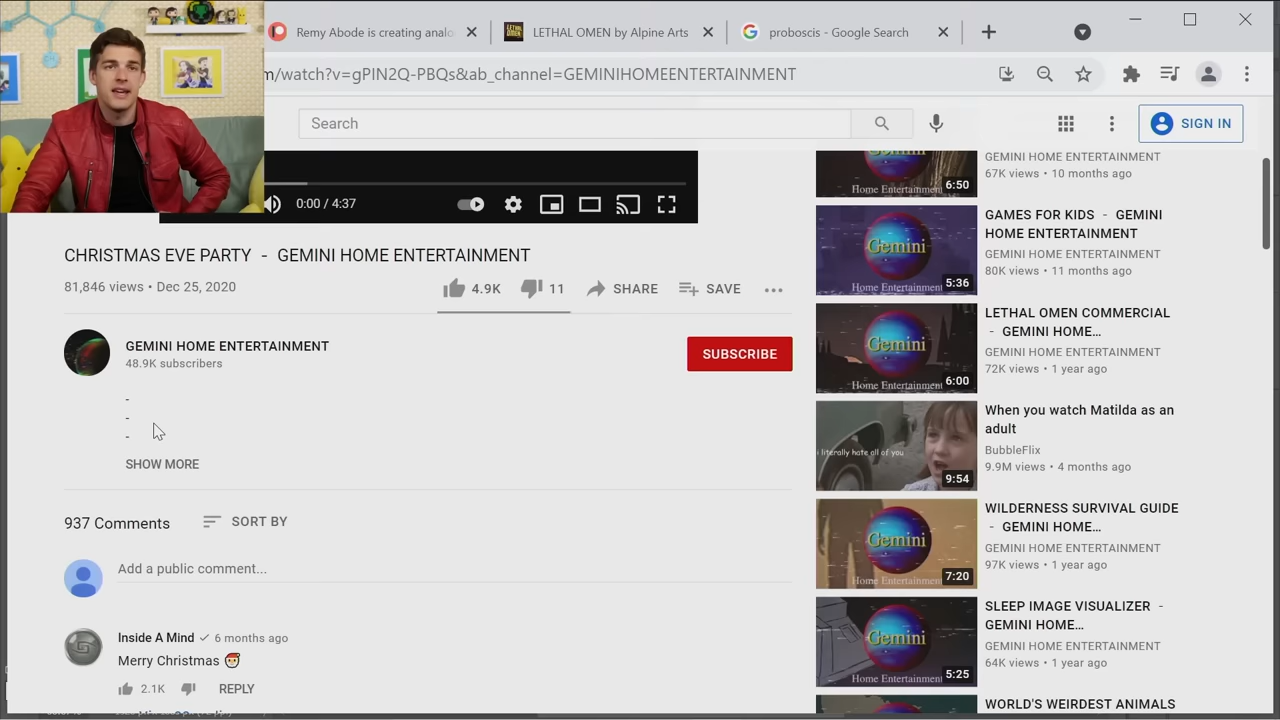 Remy Abode is creating analo
LETHAL OMEN by Alpine Arts
proboscis - Google Search
m/watch?v=gPIN2Q-PBQs&ab_channel=GEMINIHOMEENTERTAINMENT
Search
SIGN IN
0:00 / 4:37
CHRISTMAS EVE PARTY - GEMINI HOME ENTERTAINMENT
81,846 views • Dec 25, 2020
4.9K
11
SHARE
SAVE
GEMINI HOME ENTERTAINMENT
48.9K subscribers
SUBSCRIBE
-
-
-
SHOW MORE
937 Comments
SORT BY
Add a public comment...
Inside A Mind 6 months ago
Merry Christmas 🎅
2.1K
REPLY
Home Entertainment
6:50
GEMINI HOME ENTERTAINMENT
67K views • 10 months ago
Gemini
Home Entertainment
5:36
GAMES FOR KIDS - GEMINI
HOME ENTERTAINMENT
GEMINI HOME ENTERTAINMENT
80K views • 11 months ago
Gemini
Home Entertainment
6:00
LETHAL OMEN COMMERCIAL
- GEMINI HOME...
GEMINI HOME ENTERTAINMENT
72K views • 1 year ago
i literally hate all of you
9:54
When you watch Matilda as an
adult
BubbleFlix
9.9M views • 4 months ago
Gemini
Home Entertainment
7:20
WILDERNESS SURVIVAL GUIDE
- GEMINI HOME...
GEMINI HOME ENTERTAINMENT
97K views • 1 year ago
Gemini
Home Entertainment
5:25
SLEEP IMAGE VISUALIZER -
GEMINI HOME...
GEMINI HOME ENTERTAINMENT
64K views • 1 year ago
WORLD'S WEIRDEST ANIMALS